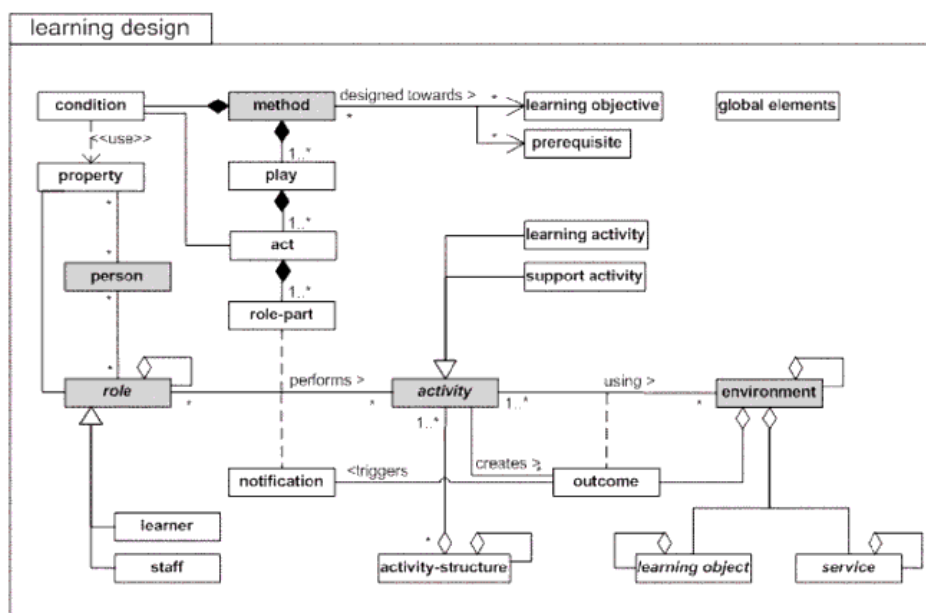 learning design
condition
method
designed towards >
*
*
learning objective
global elements
<<use>>
*
prerequisite
1..*
property
play
*
1..*
learning activity
*
act
person
support activity
*
1..*
role-part
*
performs >
using >
role
activity
environment
*
*
1..*
*
1..*
notification
<triggers
creates >
*
outcome
learner
*
staff
activity-structure
learning object
service